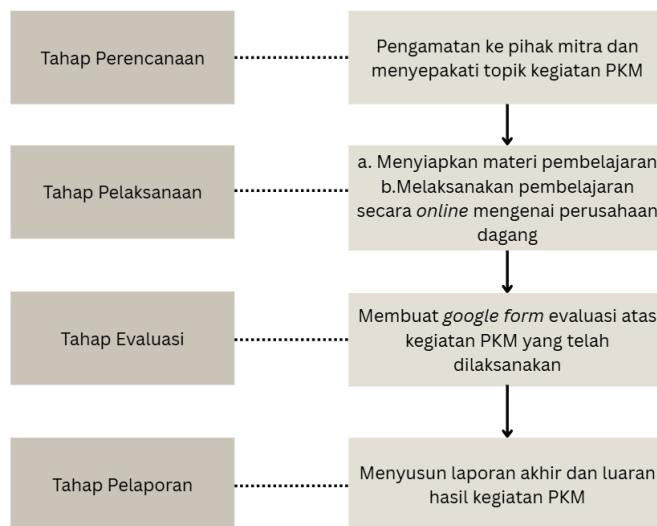 Tahap Perencanaan
Pengamatan ke pihak mitra dan
menyepakati topik kegiatan PKM
Tahap Pelaksanaan
a. Menyiapkan materi pembelajaran
b.Melaksanakan pembelajaran
secara online mengenai perusahaan
dagang
Tahap Evaluasi
Membuat google form evaluasi atas
kegiatan PKM yang telah
dilaksanakan
Tahap Pelaporan
Menyusun laporan akhir dan luaran
hasil kegiatan PKM